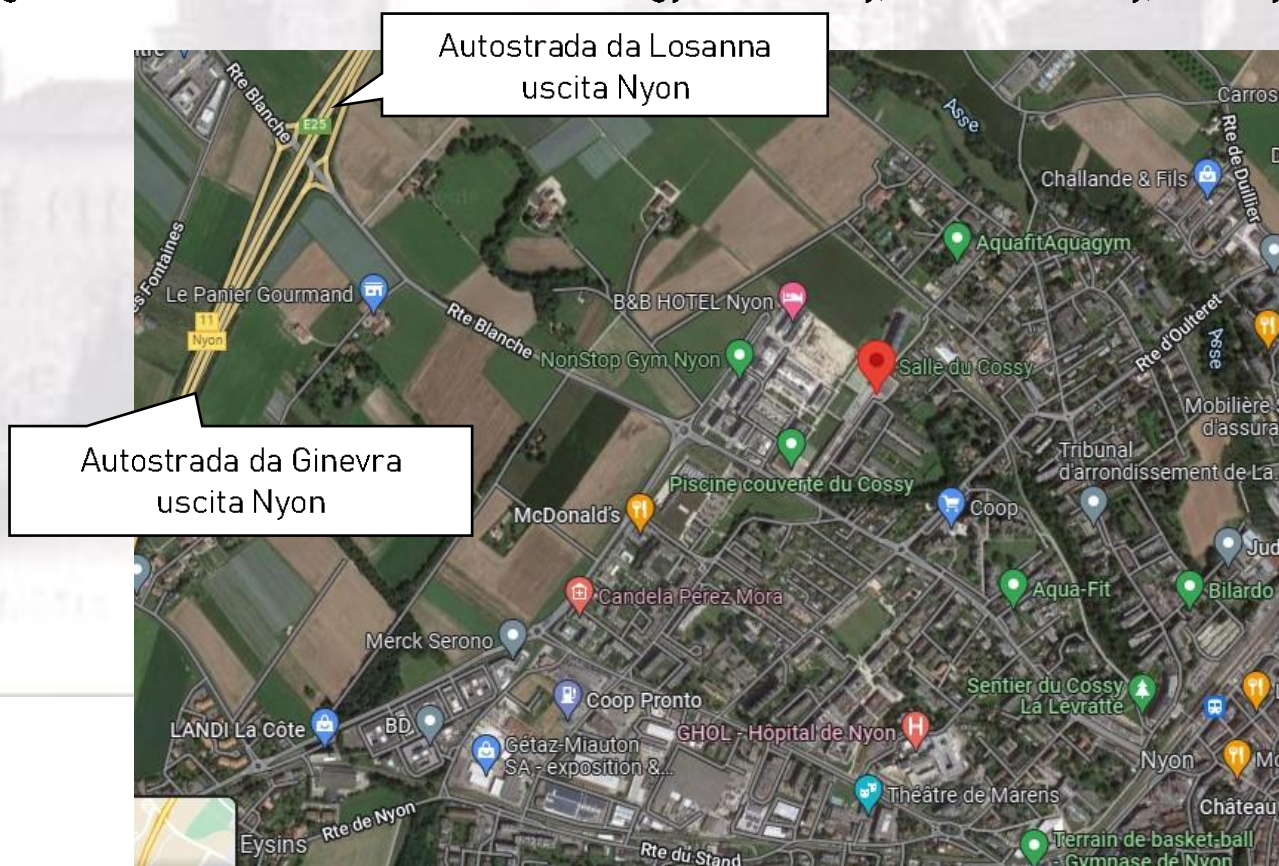 Autostrada da Losanna
uscita Nyon
Rte Blanche
E25
Asse
Carros
Rte de Duillier
Challande & Fils
AquafitAquagym
es Fontaines
Le Panier Gourmand
B&B HOTEL Nyon
11
Nyon
Rte Blanche
NonStop Gym Nyon
Salle du Cossy
Rte d'Oulteret
Asse
Autostrada da Ginevra
uscita Nyon
Mobilière
d'assura
Tribunal
d'arrondissement de La
Piscine couverte du Cossy
McDonald's
Coop
Jud
Candela Perez Mora
Aqua-Fit
Bilardo
Merck Serono
Sentier du Cossy
La Levratte
Coop Pronto
LANDI La Côte
BD
GHOL - Hôpital de Nyon
Gétaz-Miauton
SA - exposition &...
Nyon
Mo
Théâtre de Marens
Château
Rte de Nyon
Eysins
Rte du Stand
Terrain de basket-ball
- Gymnase de Nyon